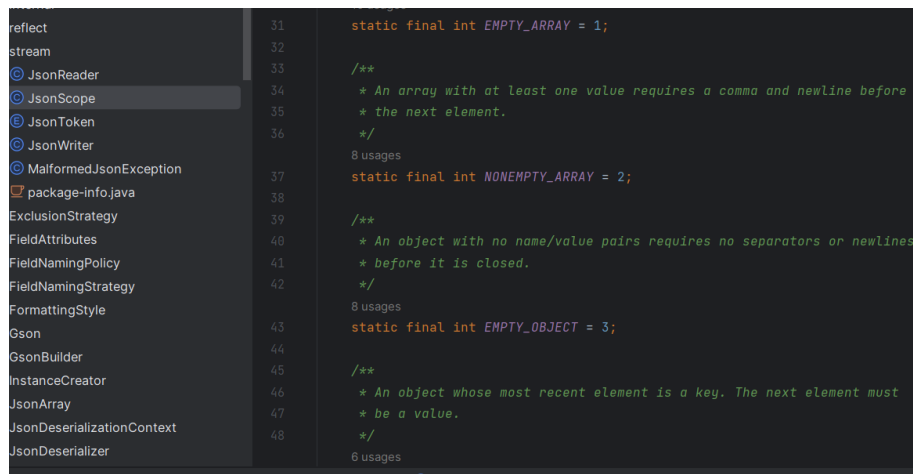 reflect
stream
JsonReader
JsonScope
JsonToken
JsonWriter
MalformedJsonException
package-info.java
ExclusionStrategy
FieldAttributes
FieldNamingPolicy
FieldNamingStrategy
FormattingStyle
Gson
GsonBuilder
InstanceCreator
JsonArray
JsonDeserializationContext
JsonDeserializer
31 static final int EMPTY_ARRAY = 1;
32
33 /**
34 * An array with at least one value requires a comma and newline before
35 * the next element.
36 */
8 usages
37 static final int NONEMPTY_ARRAY = 2;
38
39 /**
40 * An object with no name/value pairs requires no separators or newlines
41 * before it is closed.
42 */
8 usages
43 static final int EMPTY_OBJECT = 3;
44
45 /**
46 * An object whose most recent element is a key. The next element must
47 * be a value.
48 */
6 usages